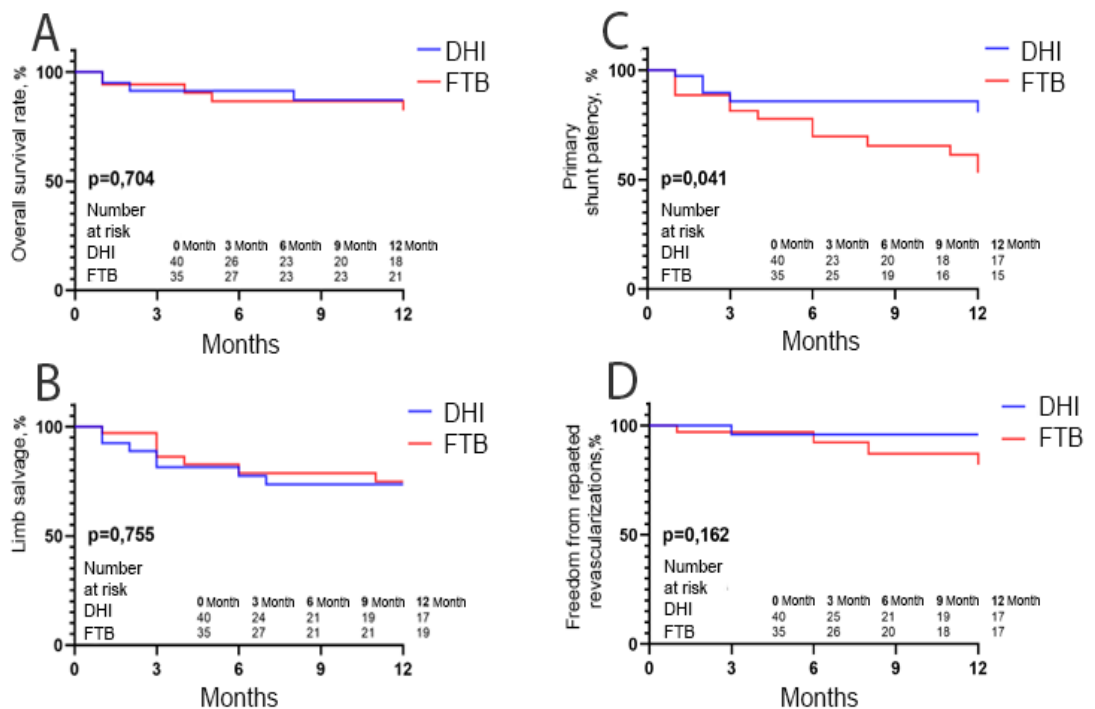 A
DHI
FTB
Overall survival rate, %
100
50
0
p=0,704
Number
at risk
0 Month 3 Month 6 Month 9 Month 12 Month
DHI 40 26 23 20 18
FTB 35 27 23 23 21
0 3 6 9 12
Months
C
DHI
FTB
Primary
shunt patency, %
100
50
0
p=0,041
Number
at risk
0 Month 3 Month 6 Month 9 Month 12 Month
DHI 40 23 20 18 17
FTB 35 25 19 16 15
0 3 6 9 12
Months
B
DHI
FTB
Limb salvage, %
100
50
0
p=0,755
Number
at risk
0 Month 3 Month 6 Month 9 Month 12 Month
DHI 40 24 21 19 17
FTB 35 27 21 21 19
0 3 6 9 12
Months
D
DHI
FTB
Freedom from repaeted
revascularizations,%
100
50
0
p=0,162
Number
at risk
0 Month 3 Month 6 Month 9 Month 12 Month
DHI 40 25 21 19 17
FTB 35 26 20 18 17
0 3 6 9 12
Months